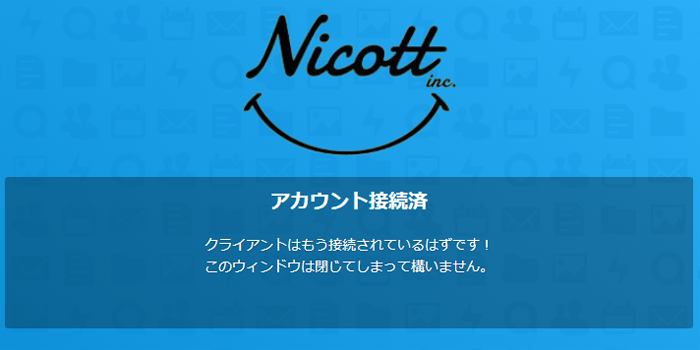 Nicott
inc.
アカウント接続済
クライアントはもう接続されているはずです！
このウィンドウは閉じてしまって構いません。